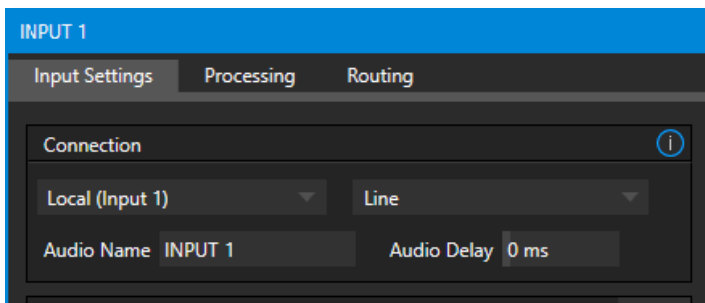 INPUT 1
Input Settings Processing Routing
Connection i
Local (Input 1) Line
Audio Name INPUT 1 Audio Delay 0 ms